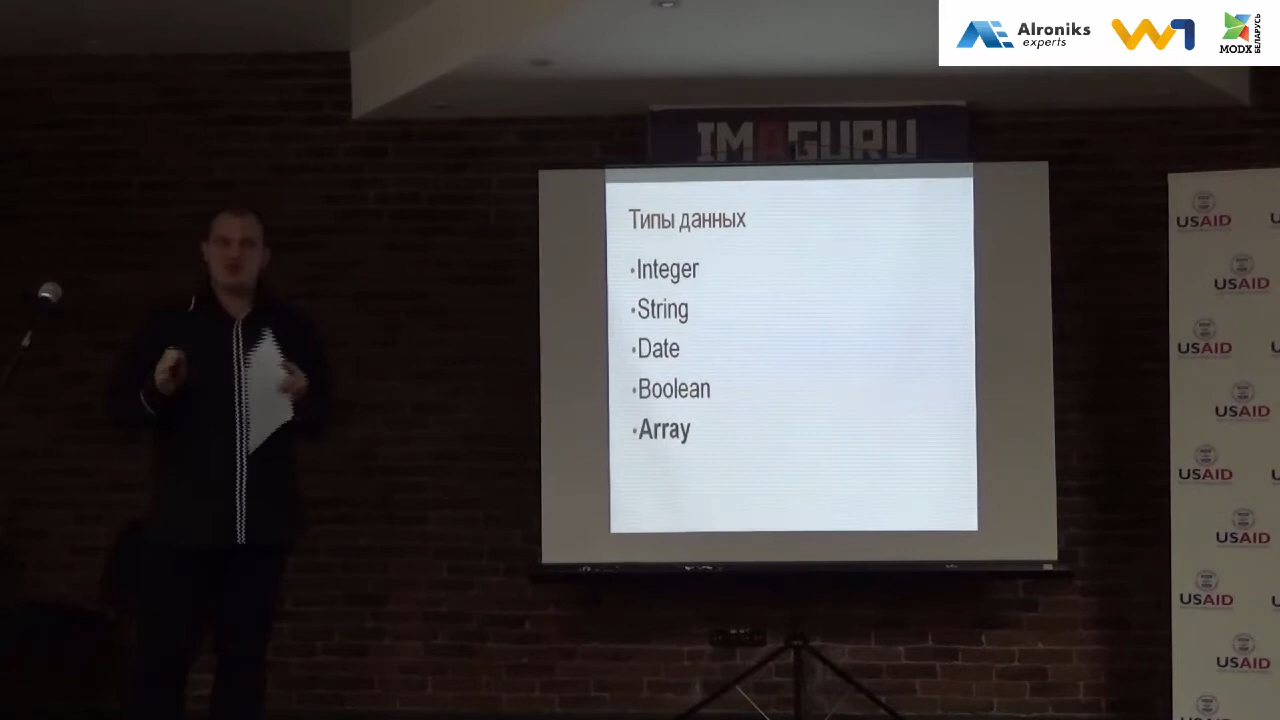 Alroniks
experts
MODX
БЕЛАРУСЬ
IMAGURU
Типы данных
•Integer
•String
•Date
•Boolean
•Array
USAID
USAID
USAID
USAID
USAID
USAID
USAID
USAID